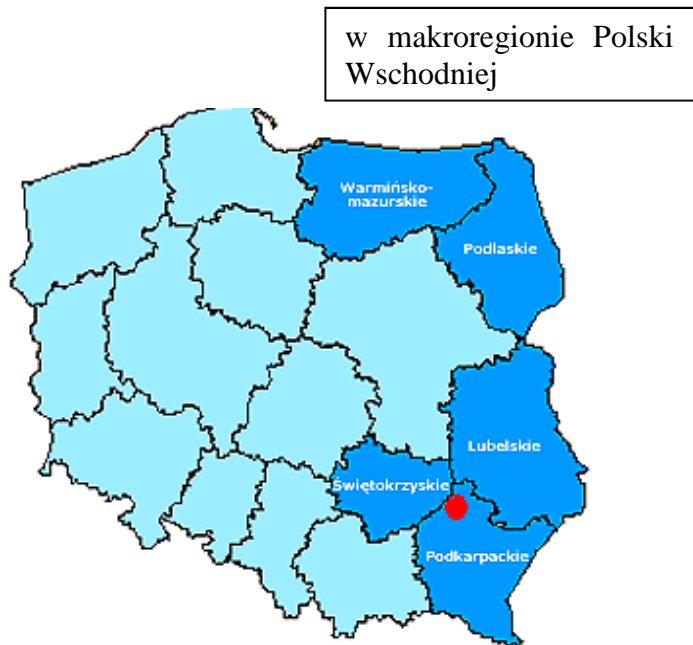 w makroregionie Polski
Wschodniej
Warmińsko-
mazurskie
Podlaskie
Lubelskie
Świętokrzyskie
Podkarpackie